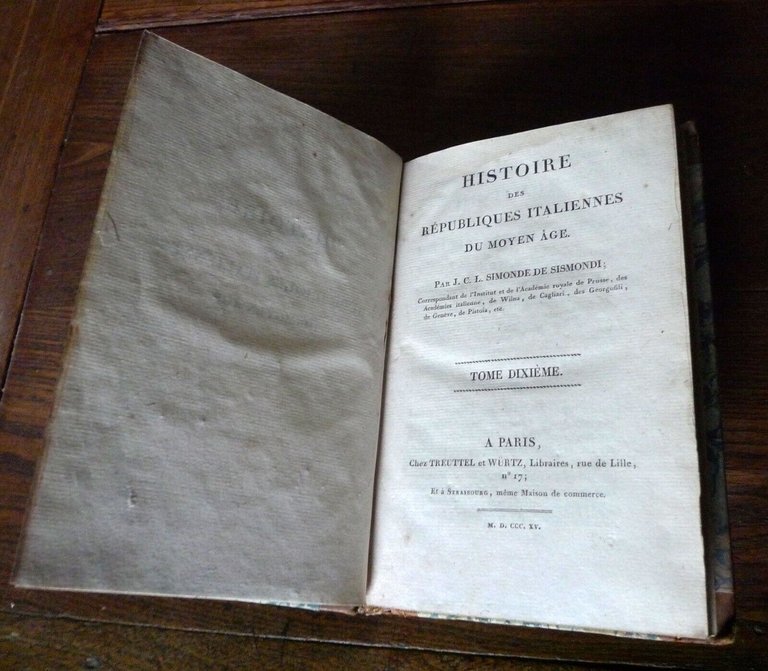 HISTOIRE
DES
RÉPUBLIQUES ITALIENNES
DU MOYEN ÂGE.
PAR J. C. L. SIMONDE DE SISMONDI;
Correspondant de l'Institut et de l'Académie royale de Prusse, des
Académies italienne, de Wilna, de Cagliari, des Georgofili,
de Genève, de Pistoia, etc.
TOME DIXIÈME.
A PARIS,
Chez TREUTTEL et WÜRTZ, Libraires, rue de Lille,
n° 17;
Et à STRASBOURG, même Maison de commerce.
M. D. CCC. XV.